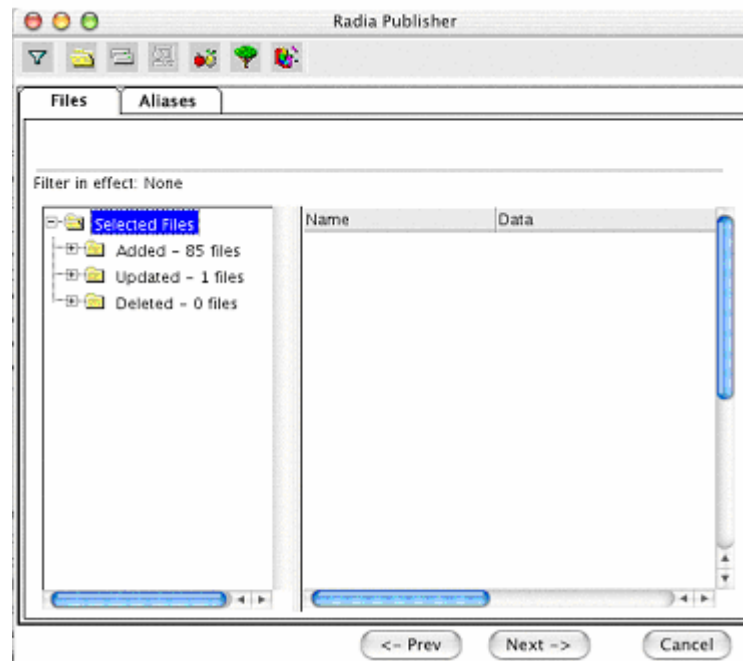 Radia Publisher
Files Aliases
Filter in effect: None
Selected Files
Added – 85 files
Updated – 1 files
Deleted – 0 files
Name Data
<– Prev Next –> Cancel